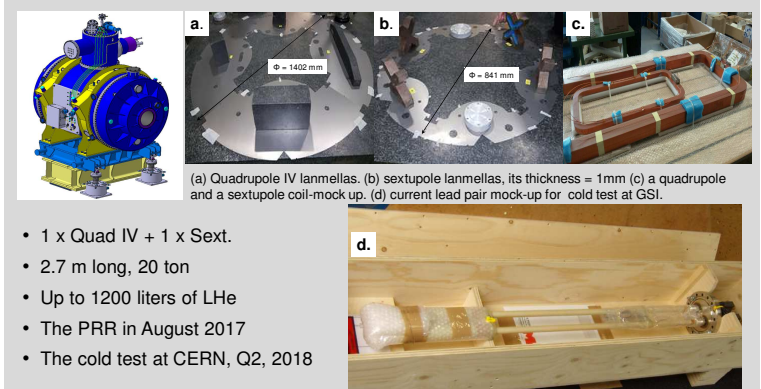 a.
b.
c.
Φ = 1402 mm
Φ = 841 mm
(a) Quadrupole IV lanmellas. (b) sextupole lanmellas, its thickness = 1mm (c) a quadrupole
and a sextupole coil-mock up. (d) current lead pair mock-up for cold test at GSI.
d.
• 1 x Quad IV + 1 x Sext.
• 2.7 m long, 20 ton
• Up to 1200 liters of LHe
• The PRR in August 2017
• The cold test at CERN, Q2, 2018